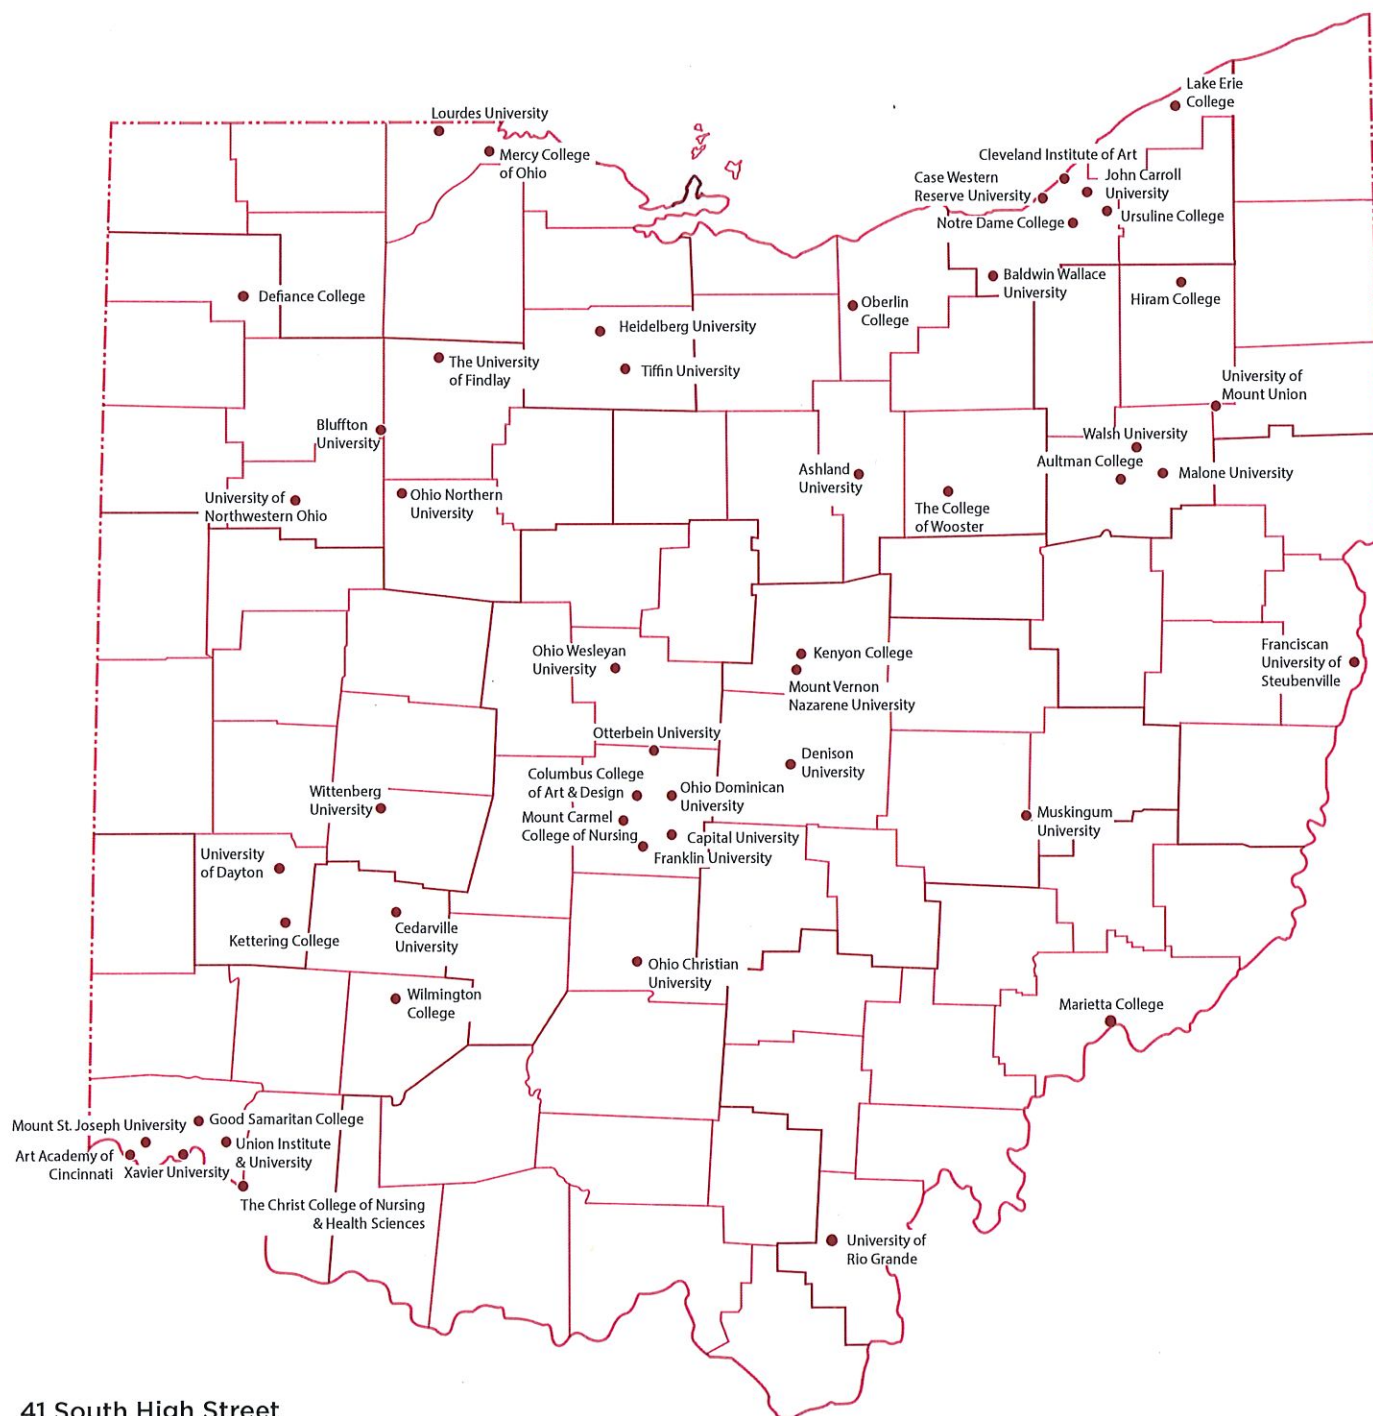 Lake Erie
College
Lourdes University
Mercy College
of Ohio
Cleveland Institute of Art
Case Western
Reserve University
John Carroll
University
Ursuline College
Notre Dame College
Baldwin Wallace
University
Hiram College
Defiance College
Oberlin
College
Heidelberg University
The University
of Findlay
Tiffin University
University of
Mount Union
Bluffton
University
Walsh University
Aultman College
Malone University
Ashland
University
University of
Northwestern Ohio
Ohio Northern
University
The College
of Wooster
Ohio Wesleyan
University
Kenyon College
Mount Vernon
Nazarene University
Franciscan
University of
Steubenville
Otterbein University
Denison
University
Columbus College
of Art & Design
Ohio Dominican
University
Wittenberg
University
Mount Carmel
College of Nursing
Capital University
Franklin University
Muskingum
University
University
of Dayton
Kettering College
Cedarville
University
Ohio Christian
University
Wilmington
College
Marietta College
Mount St. Joseph University
Good Samaritan College
Art Academy of
Cincinnati
Xavier University
Union Institute
& University
The Christ College of Nursing
& Health Sciences
University of
Rio Grande
41 South High Street